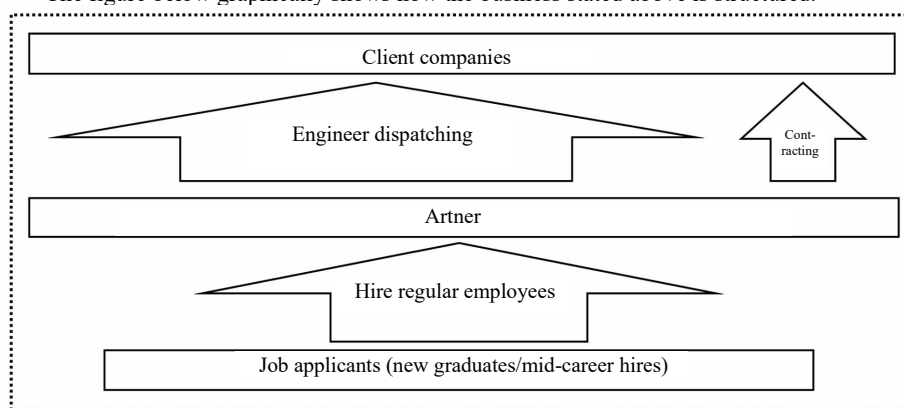 The figure below graphically shows how the business stated above is structured.
Client companies
Engineer dispatching
Cont-
racting
Artner
Hire regular employees
Job applicants (new graduates/mid-career hires)